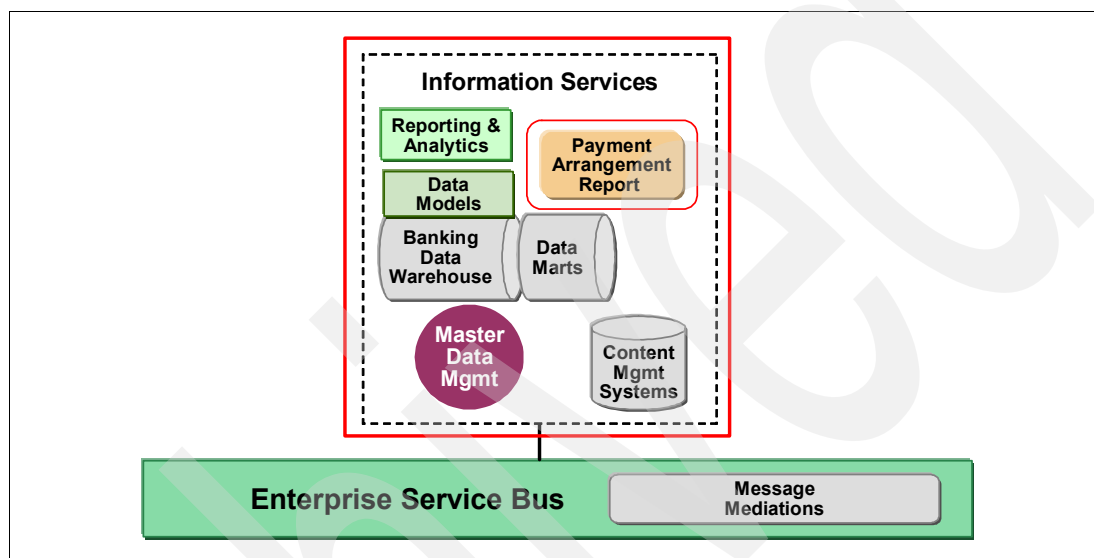 Information Services
Reporting &
Analytics
Payment
Arrangement
Report
Data
Models
Banking
Data
Warehouse
Data
Marts
Master
Data
Mgmt
Content
Mgmt
Systems
Enterprise Service Bus
Message
Mediations